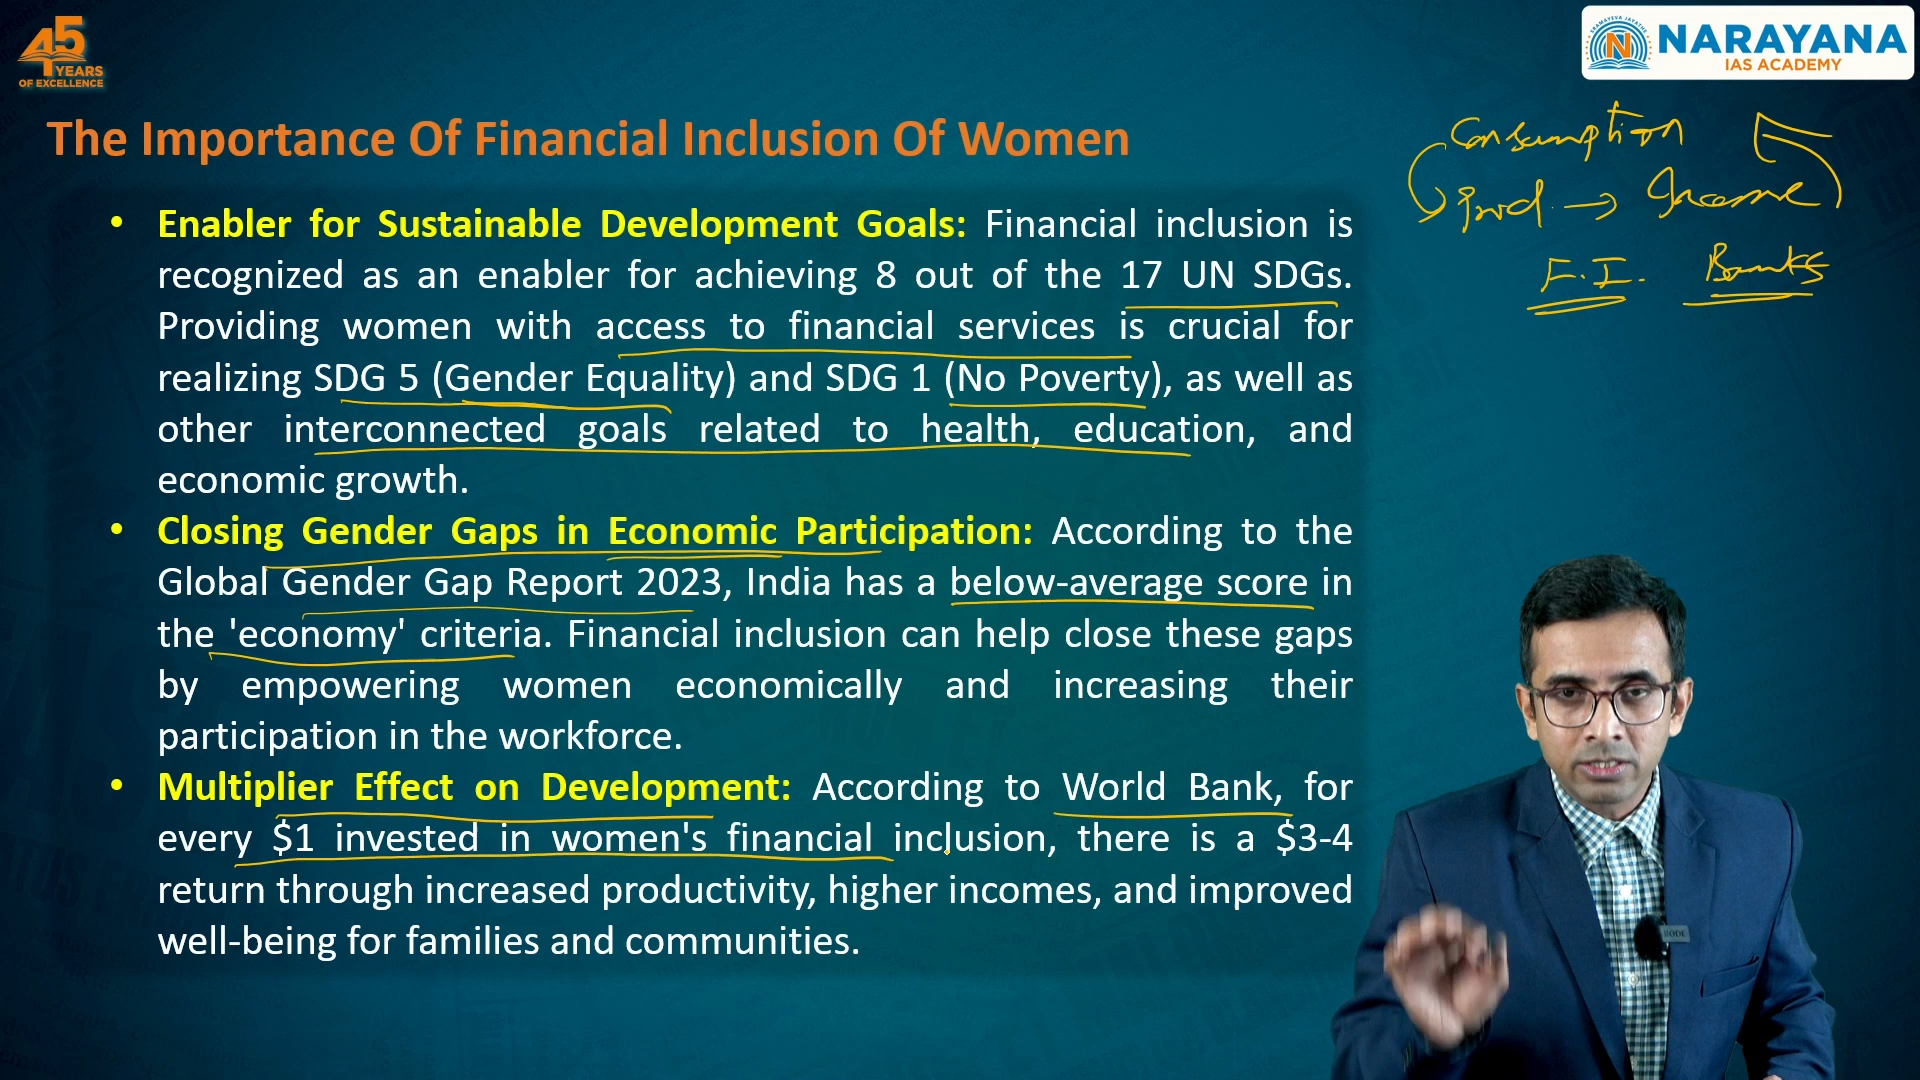 45
YEARS
OF EXCELLENCE
NARAYANA
IAS ACADEMY
The Importance Of Financial Inclusion Of Women
Consumption
Prod. → Income
F.I. Banks
• Enabler for Sustainable Development Goals: Financial inclusion is
recognized as an enabler for achieving 8 out of the 17 UN SDGs.
Providing women with access to financial services is crucial for
realizing SDG 5 (Gender Equality) and SDG 1 (No Poverty), as well as
other interconnected goals related to health, education, and
economic growth.
• Closing Gender Gaps in Economic Participation: According to the
Global Gender Gap Report 2023, India has a below-average score in
the 'economy' criteria. Financial inclusion can help close these gaps
by empowering women economically and increasing their
participation in the workforce.
• Multiplier Effect on Development: According to World Bank, for
every $1 invested in women's financial inclusion, there is a $3-4
return through increased productivity, higher incomes, and improved
well-being for families and communities.